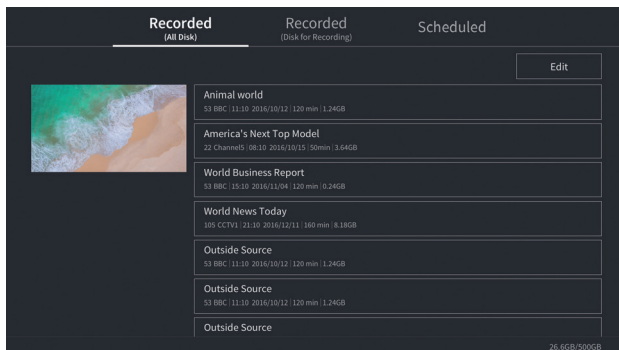 Recorded
(All Disk)
Recorded
(Disk for Recording)
Scheduled
Edit
Animal world
53 BBC | 11:10 2016/10/12 | 120 min | 1.24GB
America's Next Top Model
22 Channel5 | 08:10 2016/10/15 | 50min | 3.64GB
World Business Report
53 BBC | 15:10 2016/11/04 | 120 min | 0.24GB
World News Today
105 CCTV1 | 21:10 2016/12/11 | 160 min | 8.18GB
Outside Source
53 BBC | 11:10 2016/10/12 | 120 min | 1.24GB
Outside Source
53 BBC | 11:10 2016/10/12 | 120 min | 1.24GB
Outside Source
26.6GB/500GB